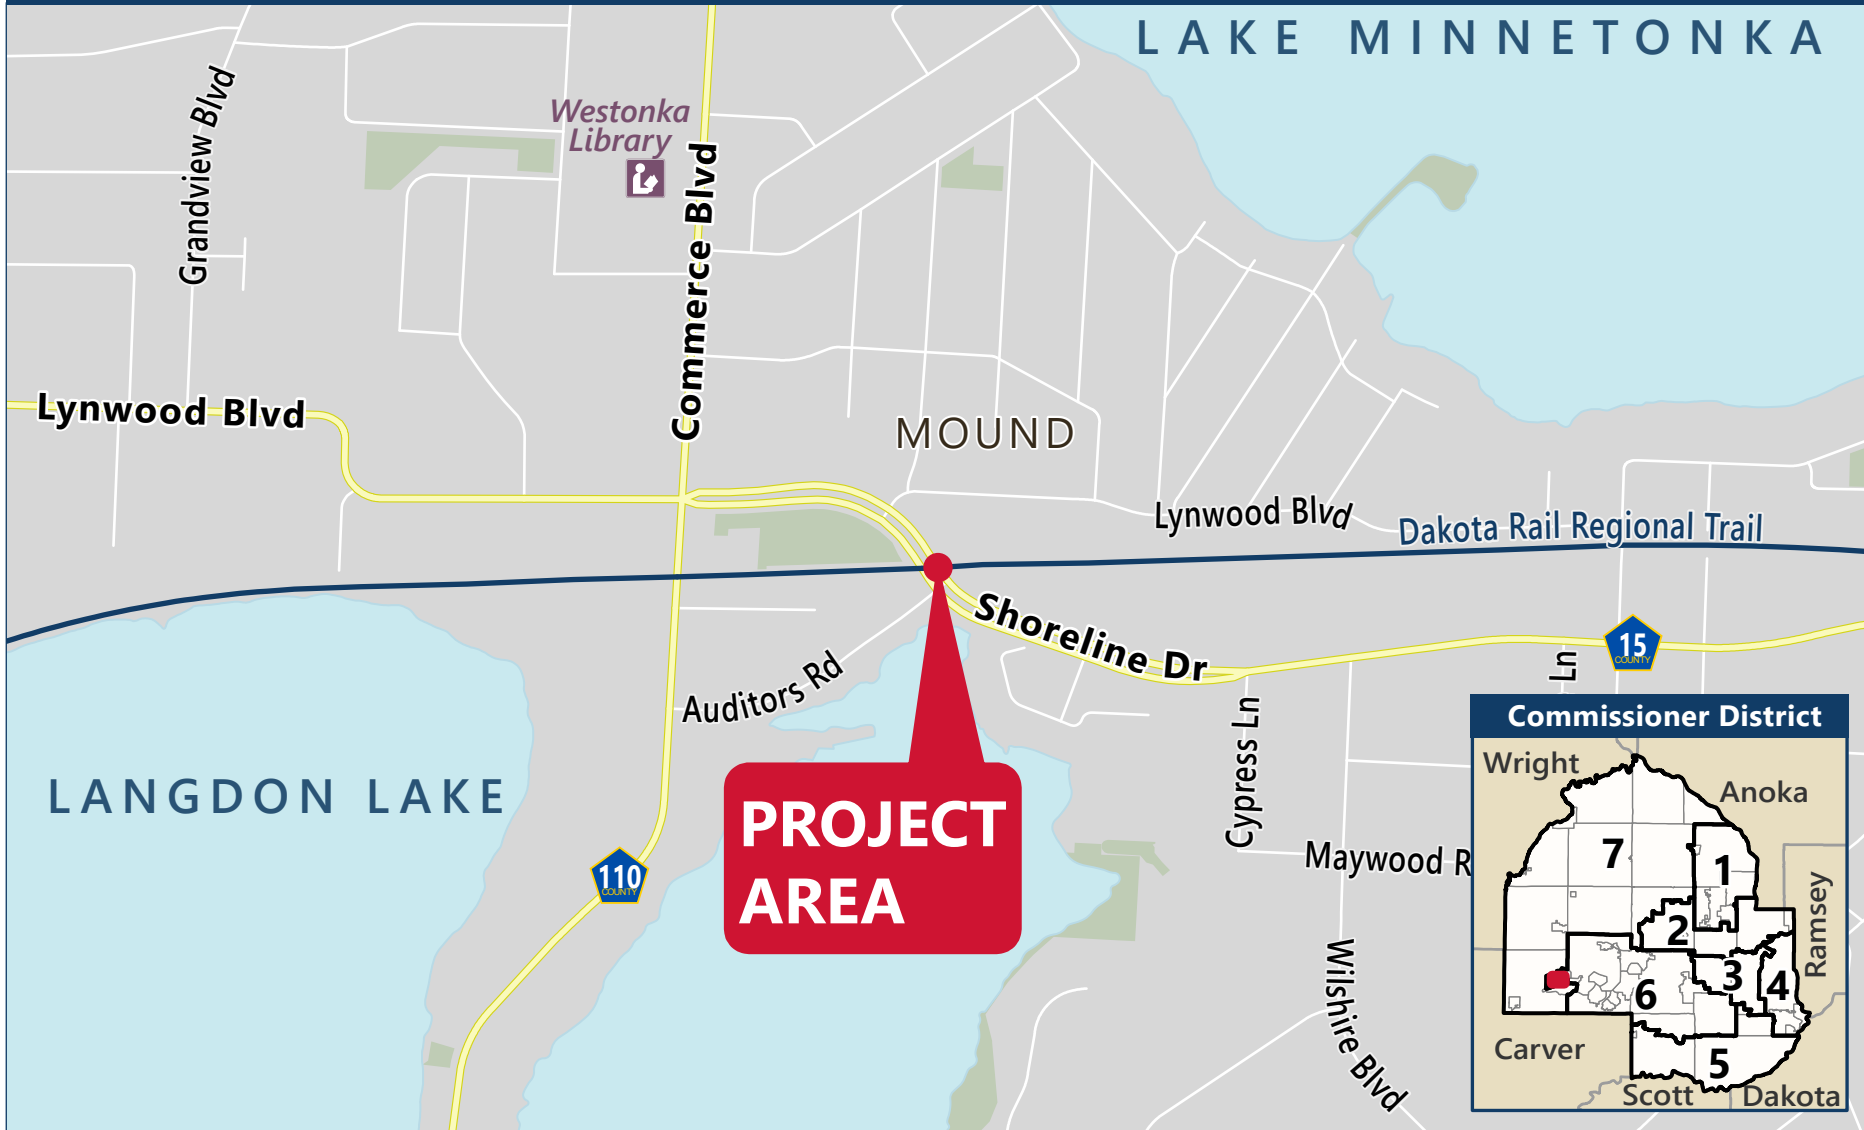 LAKE MINNETONKA
Grandview Blvd
Westonka
Library
Commerce Blvd
Lynwood Blvd
MOUND
Lynwood Blvd
Dakota Rail Regional Trail
Shoreline Dr
15
COUNTY
Ln
Auditors Rd
Cypress Ln
LANGDON LAKE
PROJECT
AREA
110
COUNTY
Maywood R
Wilshire Blvd
Commissioner District
Wright
Anoka
7
1
Ramsey
2
3
4
6
Carver
5
Scott
Dakota